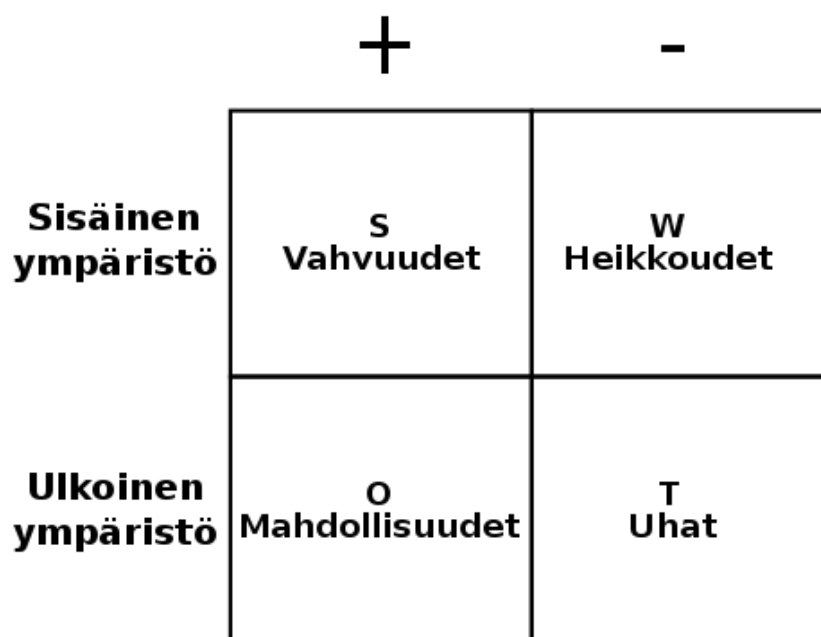 + -
Sisäinen
ympäristö
S
Vahvuudet
W
Heikkoudet
Ulkoinen
ympäristö
O
Mahdollisuudet
T
Uhat